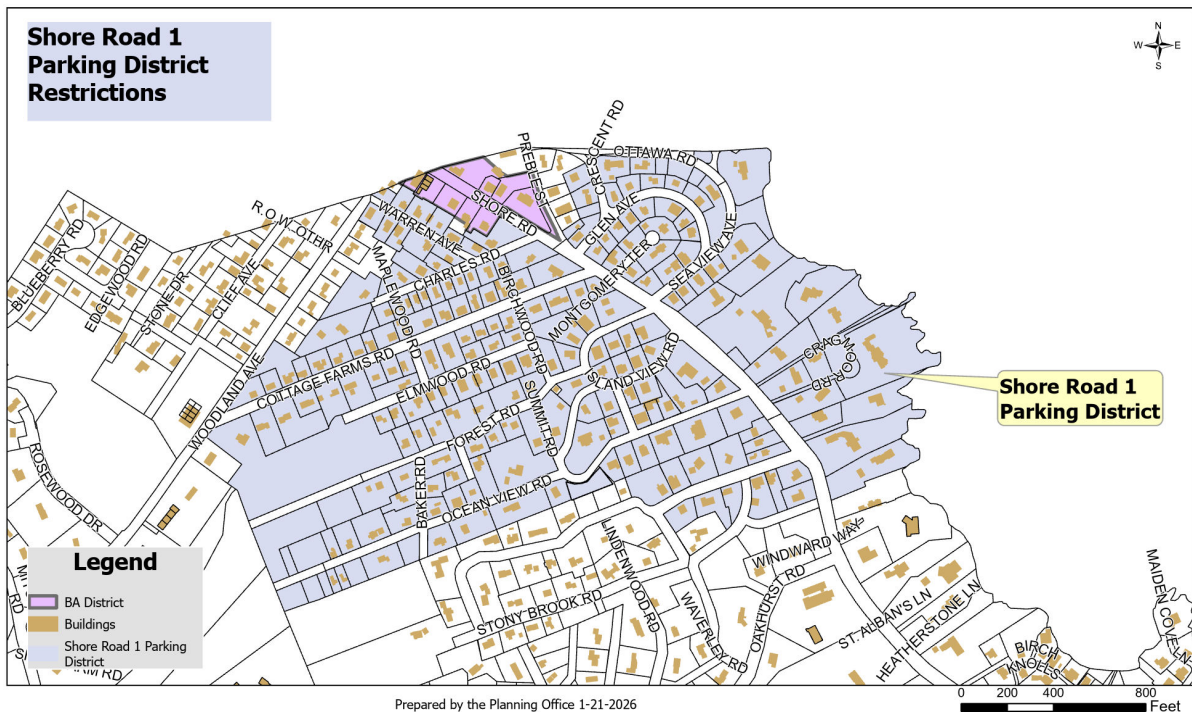 Shore Road 1
Parking District
Restrictions
N
W
E
S
PREBLE ST
CRESCENT RD
OTTAWA RD
SHORE RD
GLEN AVE
R.O.W. OTHR
WARREN AVE
BLUEBERRY RD
EDGEWOOD RD
STONE DR
CLIFF AVE
MAPLEWOOD RD
CHARLES RD
BIRCHWOOD RD
MONTGOMERY TER
SEA VIEW AVE
CRAG MOOR RD
ISLAND VIEW RD
COTTAGE FARMS RD
ELMWOOD RD
WOODLAND AVE
FOREST RD
SUMMIT RD
Shore Road 1
Parking District
ROSEWOOD DR
BAKER RD
OCEAN VIEW RD
LINDENWOOD RD
WINDWARD WAY
STONY BROOK RD
WAVERLEY RD
OAKHURST RD
ST. ALBAN'S LN
HEATHERSTONE LN
MAIDEN COVE LN
BIRCH
KNOLLS
Legend
BA District
Buildings
Shore Road 1 Parking
District
Prepared by the Planning Office 1-21-2026
0 200 400 800
Feet